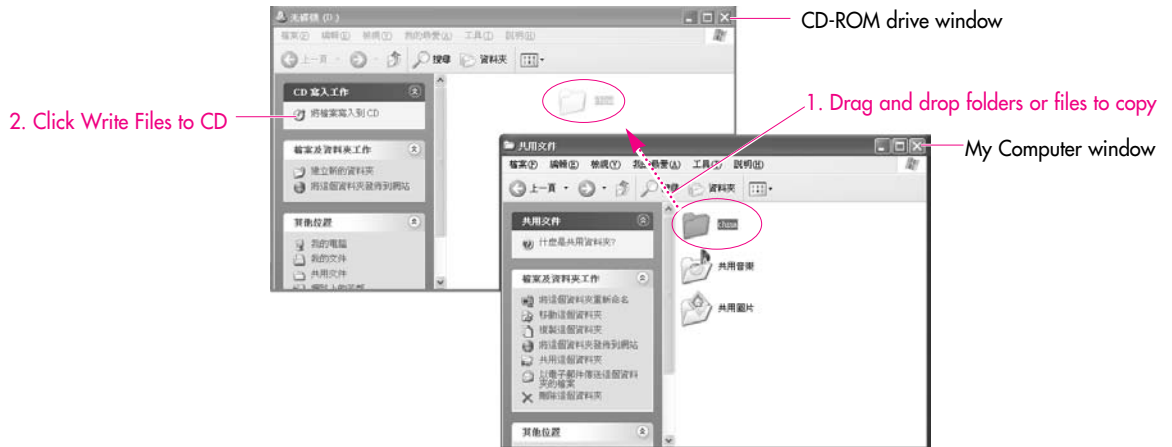 光碟機 (D:)
CD-ROM drive window
檔案(F) 編輯(E) 檢視(V) 我的最愛(A) 工具(T) 說明(H)
上一頁 搜尋 資料夾
CD 寫入工作
將檔案寫入到 CD
2. Click Write Files to CD
1. Drag and drop folders or files to copy
檔案及資料夾工作
建立新的資料夾
將這個資料夾發佈到網站
其他位置
我的電腦
我的文件
共用文件
共用文件
My Computer window
檔案(F) 編輯(E) 檢視(V) 我的最愛(A) 工具(T) 說明(H)
上一頁 搜尋 資料夾
共用文件
什麼是共用資料夾?
檔案及資料夾工作
將這個資料夾重新命名
移動這個資料夾
複製這個資料夾
將這個資料夾發佈到網站
共用這個資料夾
以電子郵件傳送這個資料
夾的檔案
刪除這個資料夾
其他位置
共用音樂
共用圖片